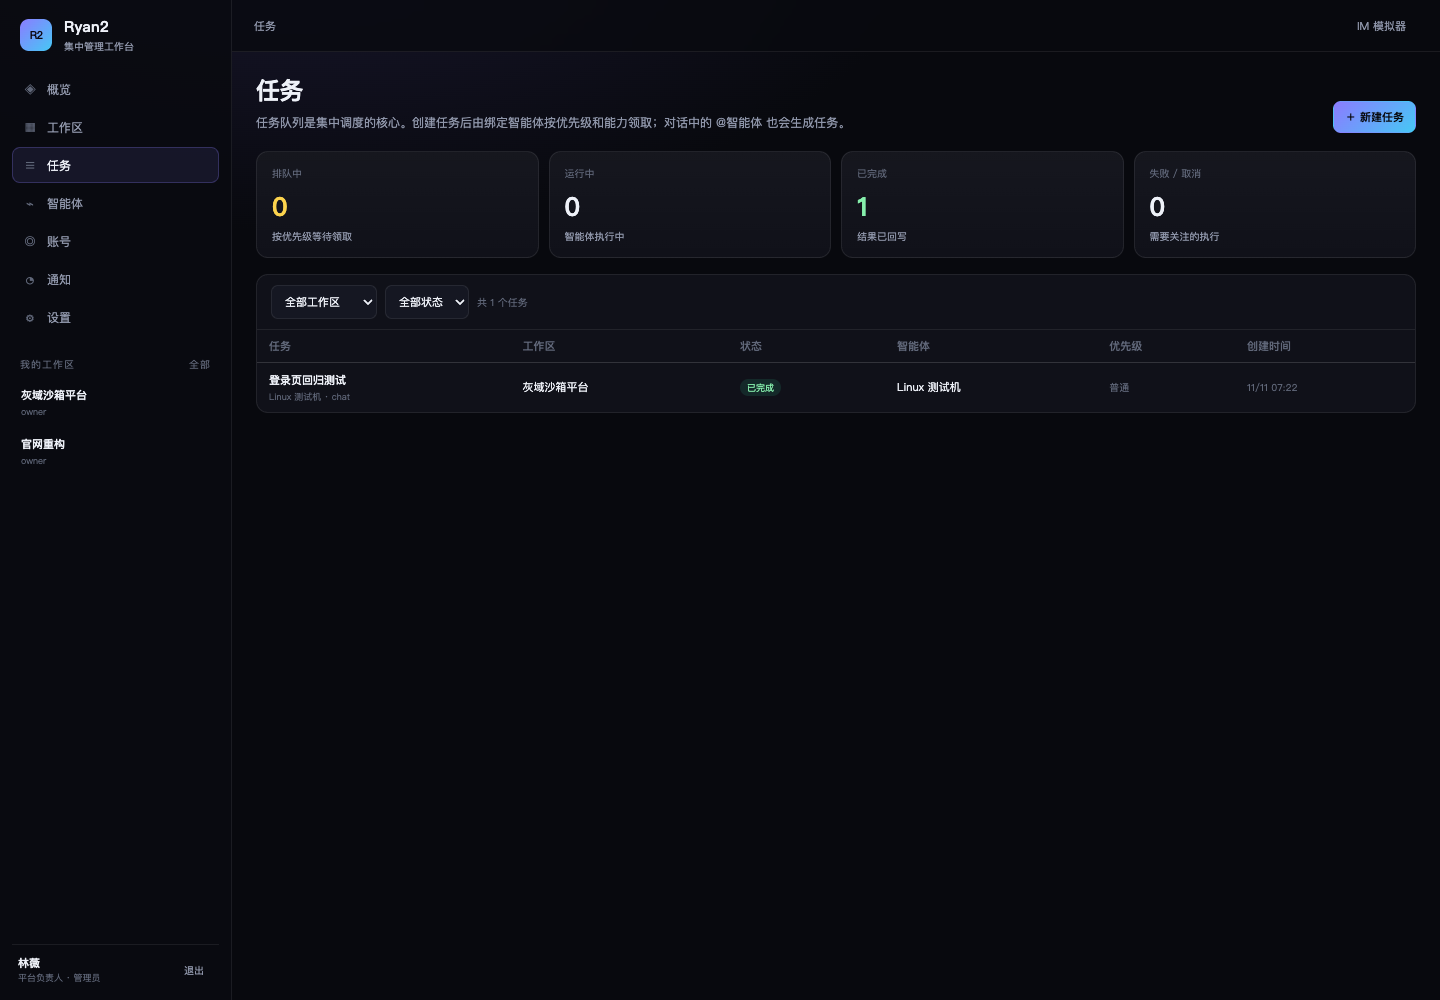 R2
Ryan2
集中管理工作台
概览
工作区
任务
智能体
账号
通知
设置
我的工作区 全部
灰域沙箱平台
owner
官网重构
owner
林薇
平台负责人 · 管理员
退出
任务
IM 模拟器
任务
任务队列是集中调度的核心。创建任务后由绑定智能体按优先级和能力领取；对话中的 @智能体 也会生成任务。
+ 新建任务
排队中
0
按优先级等待领取
运行中
0
智能体执行中
已完成
1
结果已回写
失败 / 取消
0
需要关注的执行
全部工作区 全部状态 共 1 个任务
任务 工作区 状态 智能体 优先级 创建时间
登录页回归测试 灰域沙箱平台 已完成 Linux 测试机 普通 11/11 07:22
Linux 测试机 · chat